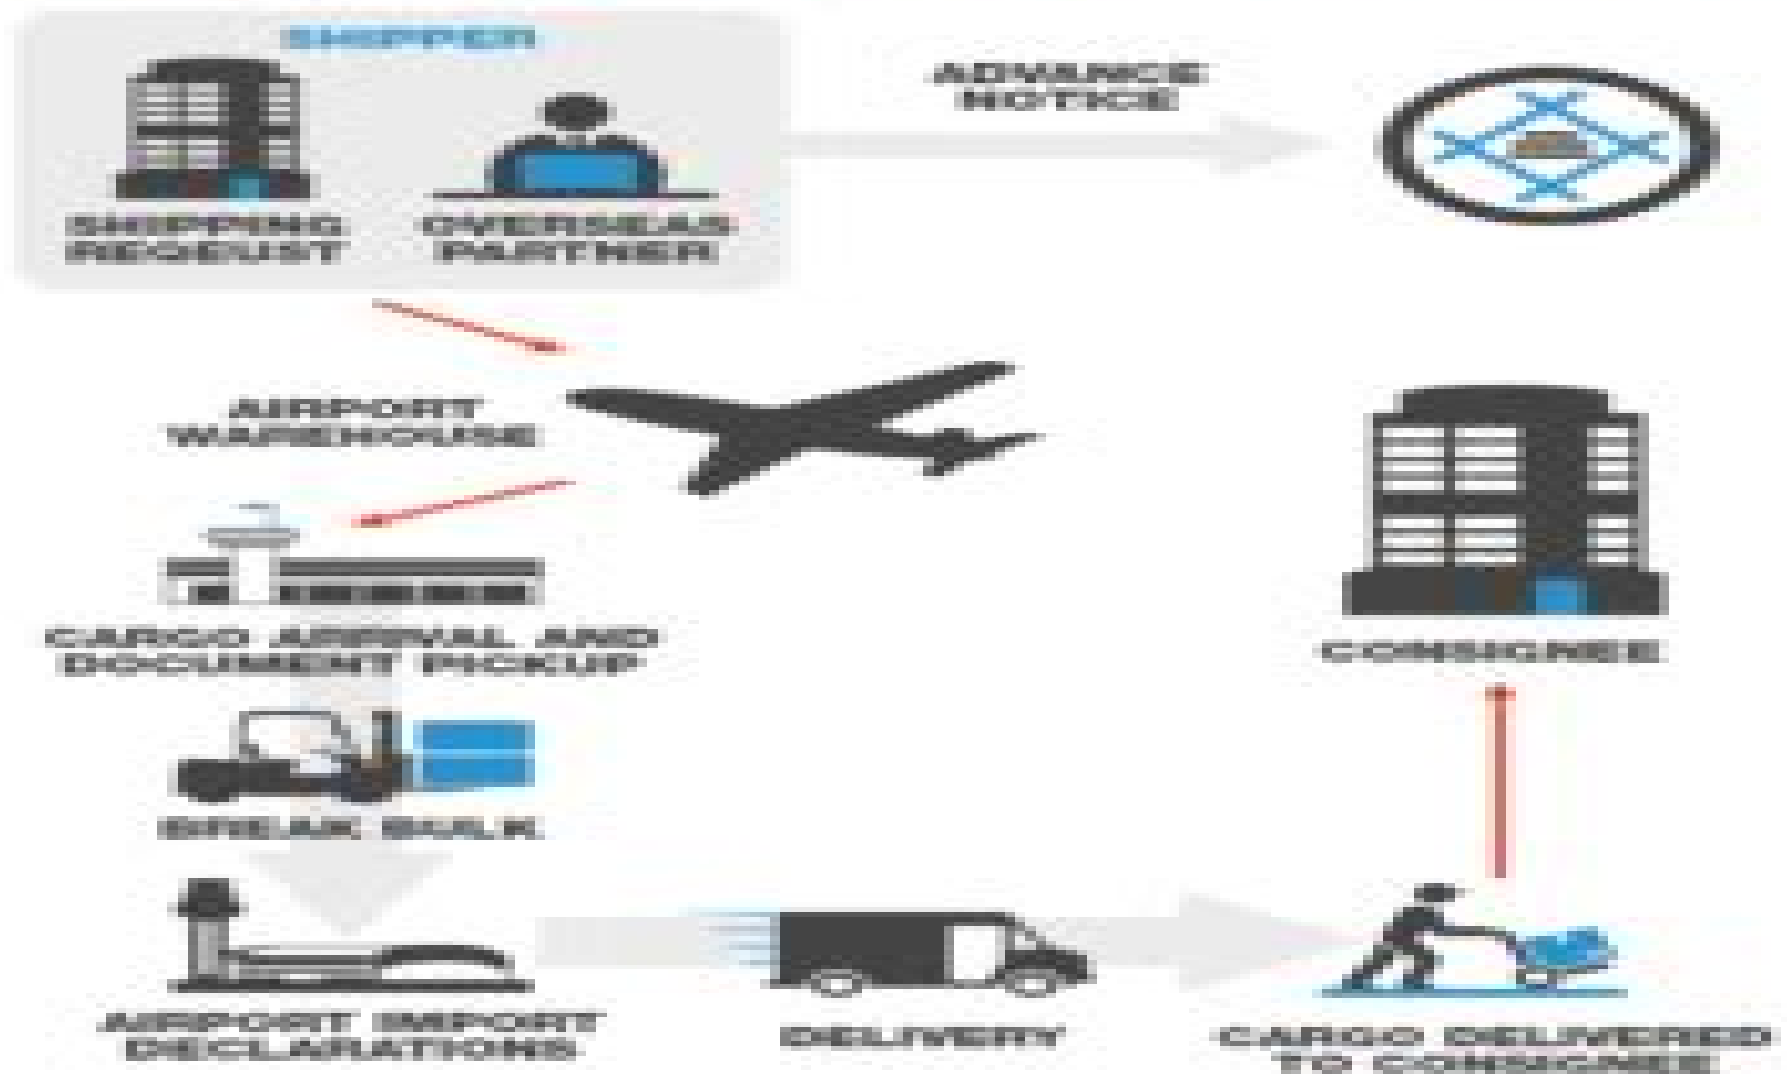 SHIPPER
ADVANCE
NOTICE
SHIPPING
REQEUST
OVERSEAS
PARTNER
AIRPORT
WAREHOUSE
CARGO ARRIVAL AND
DOCUMENT PICKUP
CONSIGNEE
BREAK BULK
AIRPORT IMPORT
DECLARATIONS
DELIVERY
CARGO DELIVERED
TO CONSIGNEE